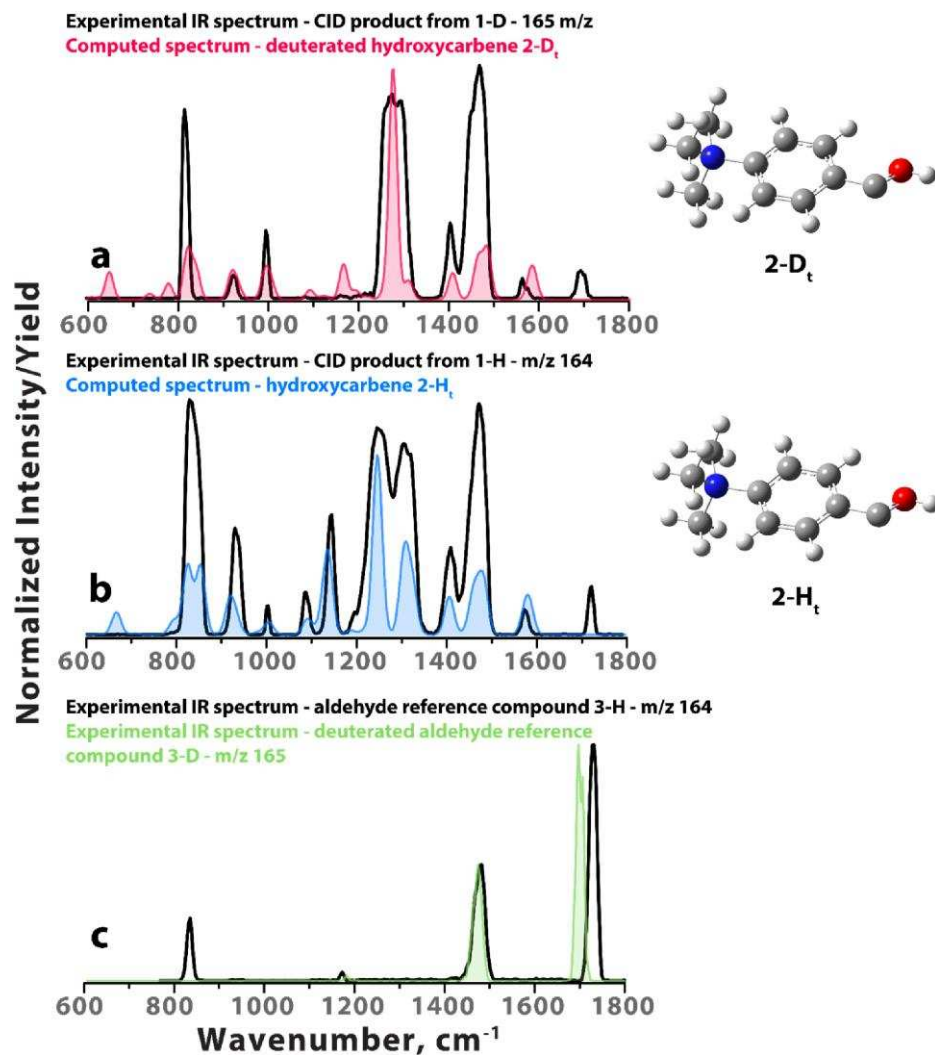 Experimental IR spectrum - CID product from 1-D - 165 m/z
Computed spectrum - deuterated hydroxycarbene 2-Dt
a
2-Dt
600 800 1000 1200 1400 1600 1800
Experimental IR spectrum - CID product from 1-H - m/z 164
Computed spectrum - hydroxycarbene 2-Ht
b
2-Ht
600 800 1000 1200 1400 1600 1800
Normalized Intensity/Yield
Experimental IR spectrum - aldehyde reference compound 3-H - m/z 164
Experimental IR spectrum - deuterated aldehyde reference
compound 3-D - m/z 165
c
600 800 1000 1200 1400 1600 1800
Wavenumber, cm-1